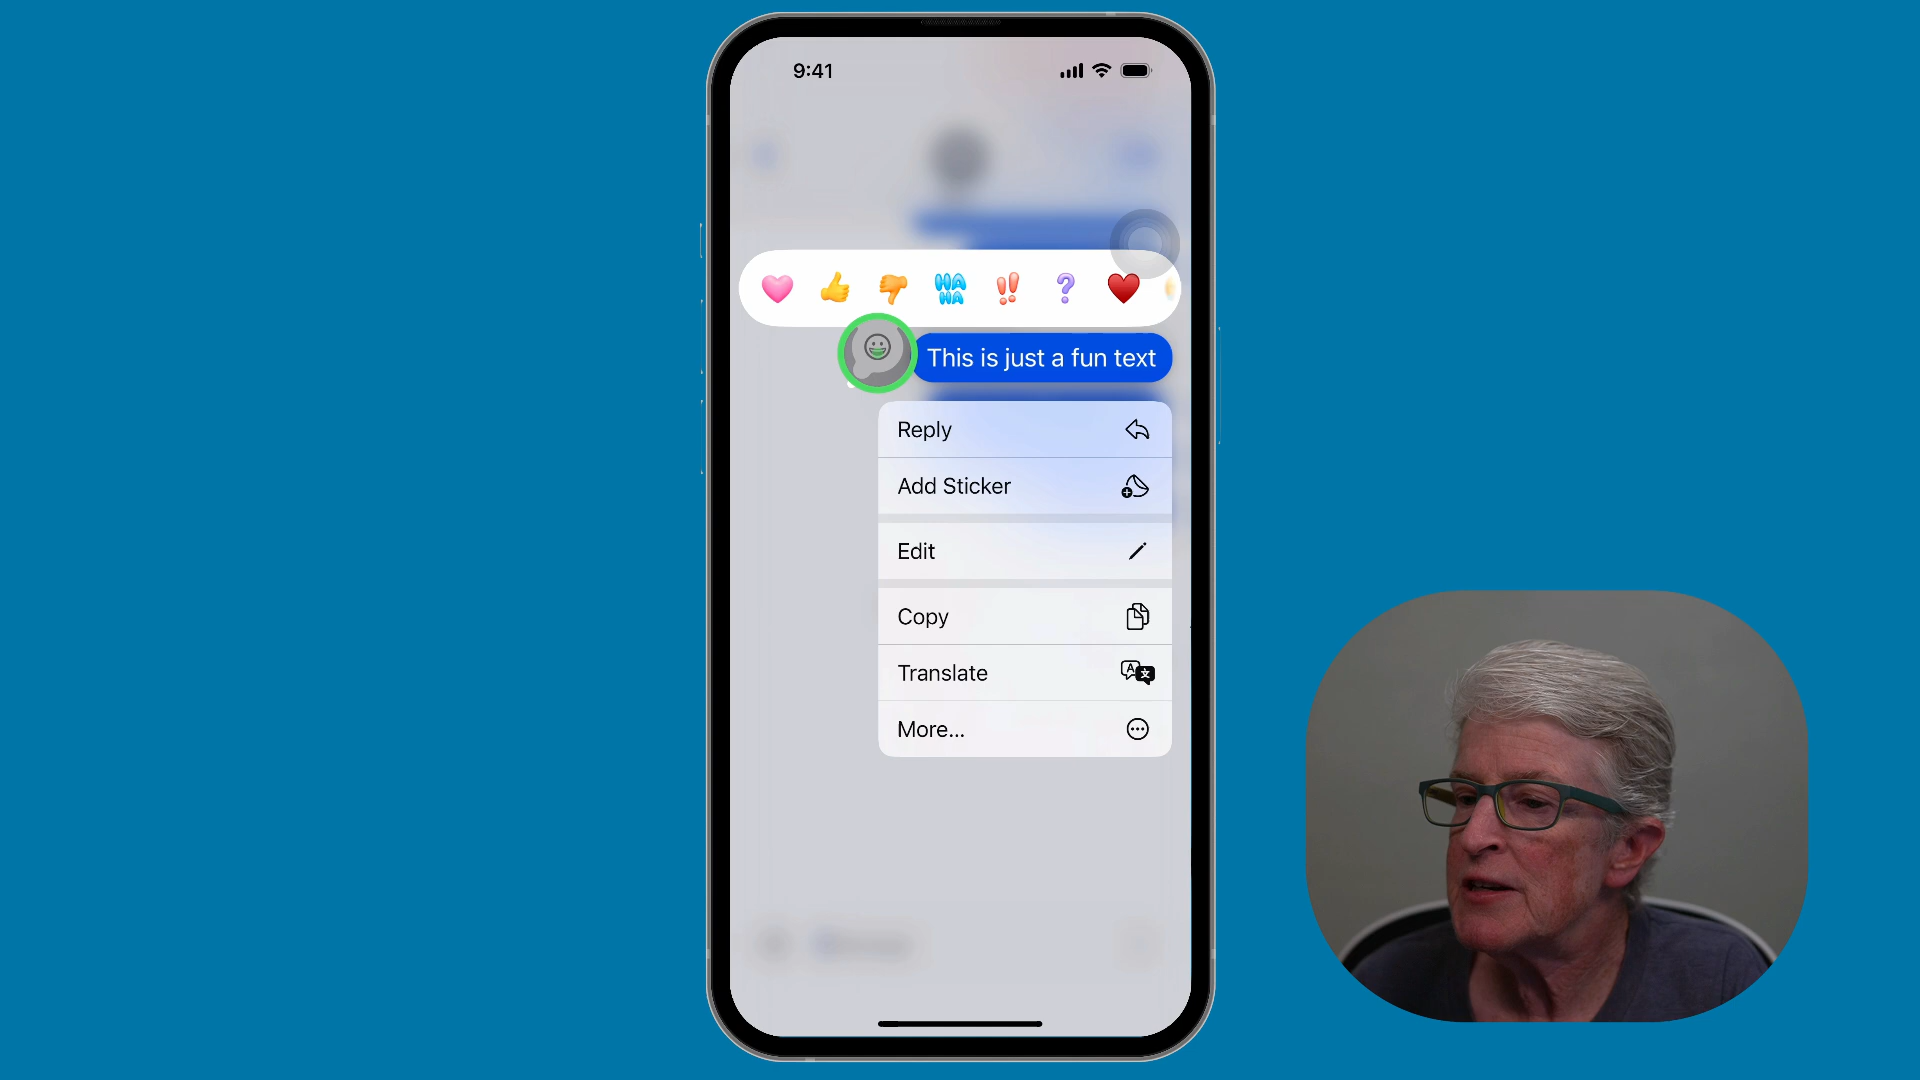 9:41
HA
HA
This is just a fun text
Reply
Add Sticker
Edit
Copy
Translate
More...